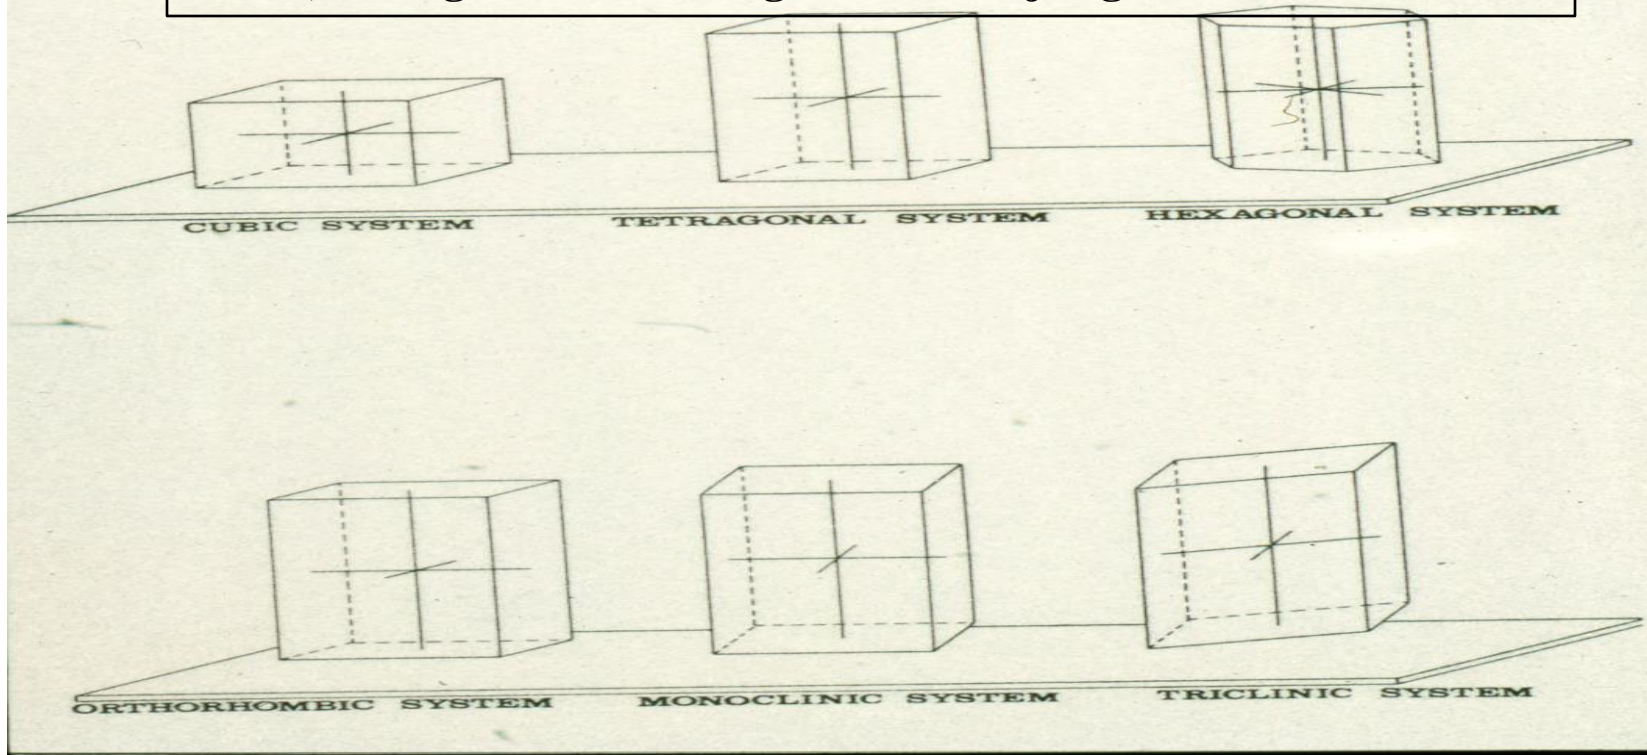 CUBIC SYSTEM
TETRAGONAL SYSTEM
HEXAGONAL SYSTEM
ORTHORHOMBIC SYSTEM
MONOCLINIC SYSTEM
TRICLINIC SYSTEM